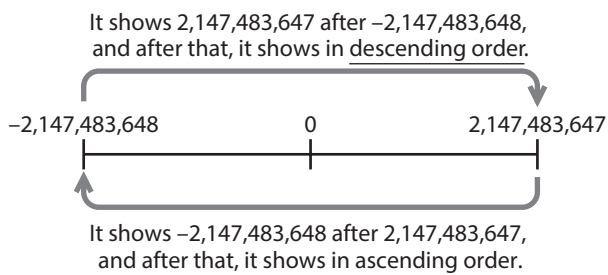 It shows 2,147,483,647 after –2,147,483,648,
and after that, it shows in descending order.
–2,147,483,648 0 2,147,483,647
It shows –2,147,483,648 after 2,147,483,647,
and after that, it shows in ascending order.